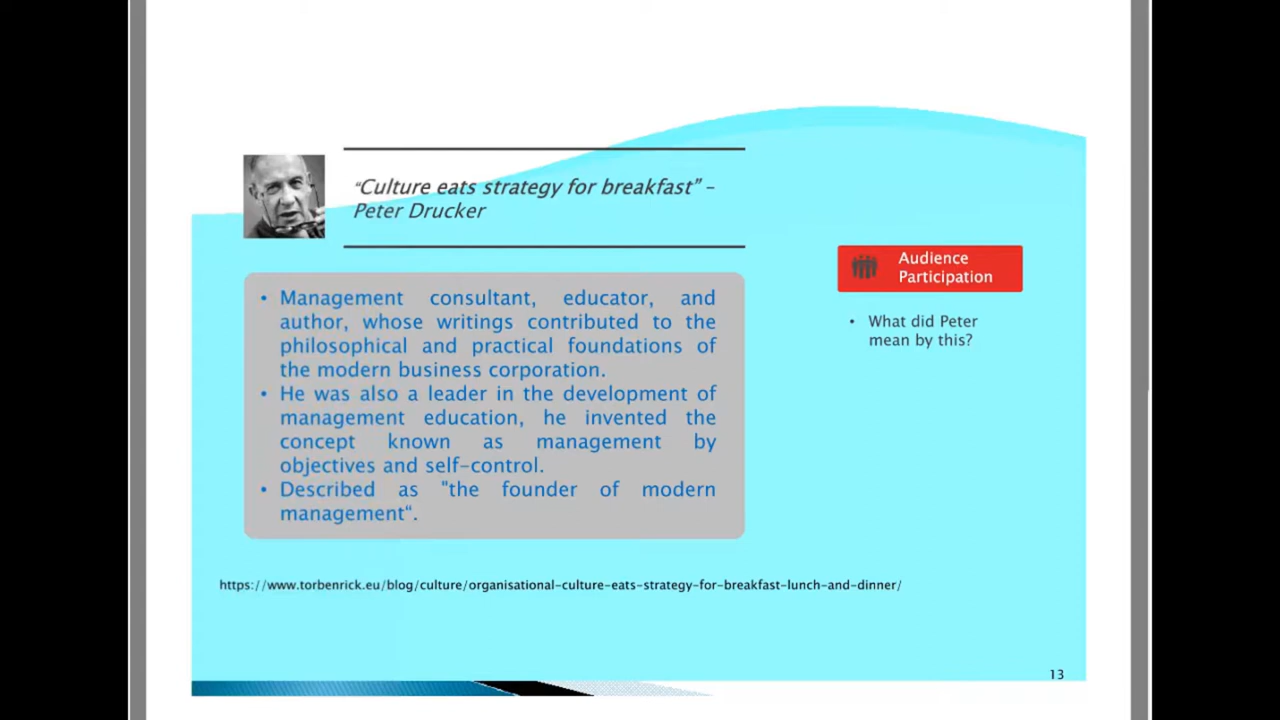 “Culture eats strategy for breakfast” –
Peter Drucker
Audience
Participation
• What did Peter
mean by this?
• Management consultant, educator, and
author, whose writings contributed to the
philosophical and practical foundations of
the modern business corporation.
• He was also a leader in the development of
management education, he invented the
concept known as management by
objectives and self-control.
• Described as "the founder of modern
management“.
https://www.torbenrick.eu/blog/culture/organisational-culture-eats-strategy-for-breakfast-lunch-and-dinner/
13